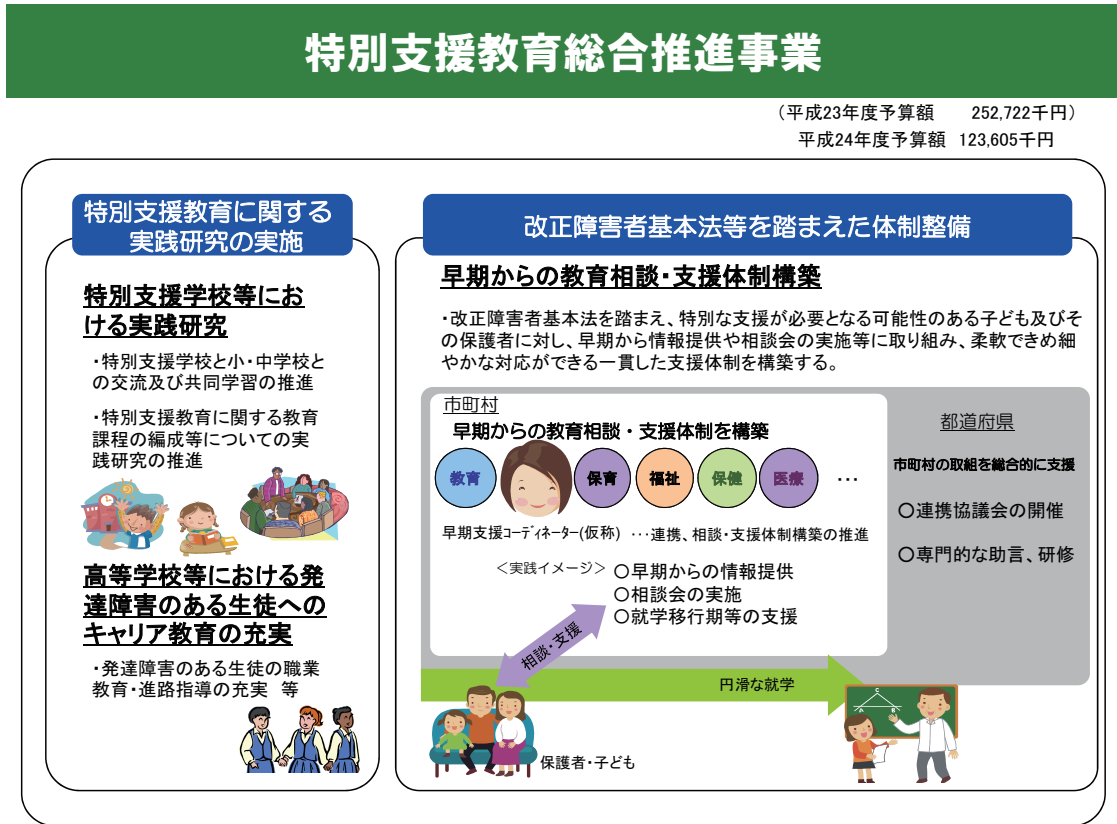 特別支援教育総合推進事業
(平成23年度予算額 252,722千円)
平成24年度予算額 123,605千円
特別支援教育に関する
実践研究の実施
特別支援学校等にお
ける実践研究
・特別支援学校と小・中学校と
の交流及び共同学習の推進
・特別支援教育に関する教育
課程の編成等についての実
践研究の推進
高等学校等における発
達障害のある生徒への
キャリア教育の充実
・発達障害のある生徒の職業
教育・進路指導の充実 等
改正障害者基本法等を踏まえた体制整備
早期からの教育相談・支援体制構築
・改正障害者基本法を踏まえ、特別な支援が必要となる可能性のある子ども及びそ
の保護者に対し、早期から情報提供や相談会の実施等に取り組み、柔軟できめ細
やかな対応ができる一貫した支援体制を構築する。
市町村
早期からの教育相談・支援体制を構築
教育 保育 福祉 保健 医療 …
早期支援コーディネーター(仮称) …連携、相談・支援体制構築の推進
<実践イメージ> ○早期からの情報提供
○相談会の実施
○就学移行期等の支援
相談・支援
都道府県
市町村の取組を総合的に支援
○連携協議会の開催
○専門的な助言、研修
円滑な就学
保護者・子ども
C
A B